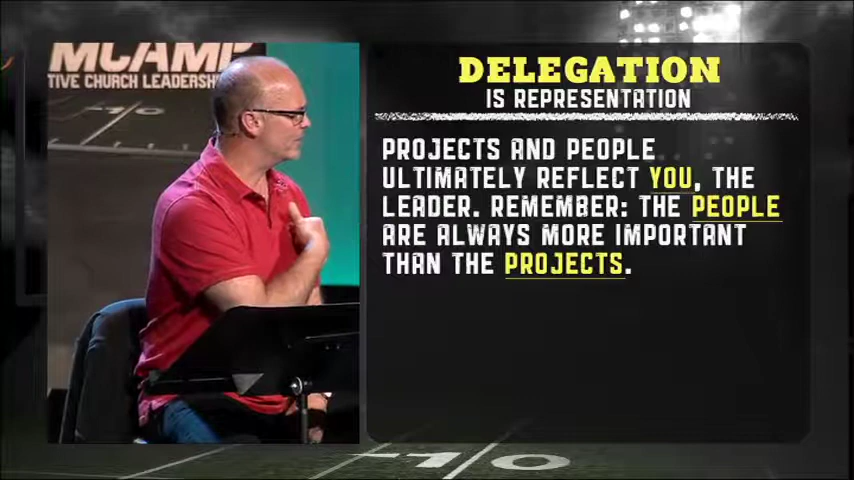 MCAMP
TIVE CHURCH LEADERSH
DELEGATION
IS REPRESENTATION
PROJECTS AND PEOPLE
ULTIMATELY REFLECT YOU, THE
LEADER. REMEMBER: THE PEOPLE
ARE ALWAYS MORE IMPORTANT
THAN THE PROJECTS.
10
10